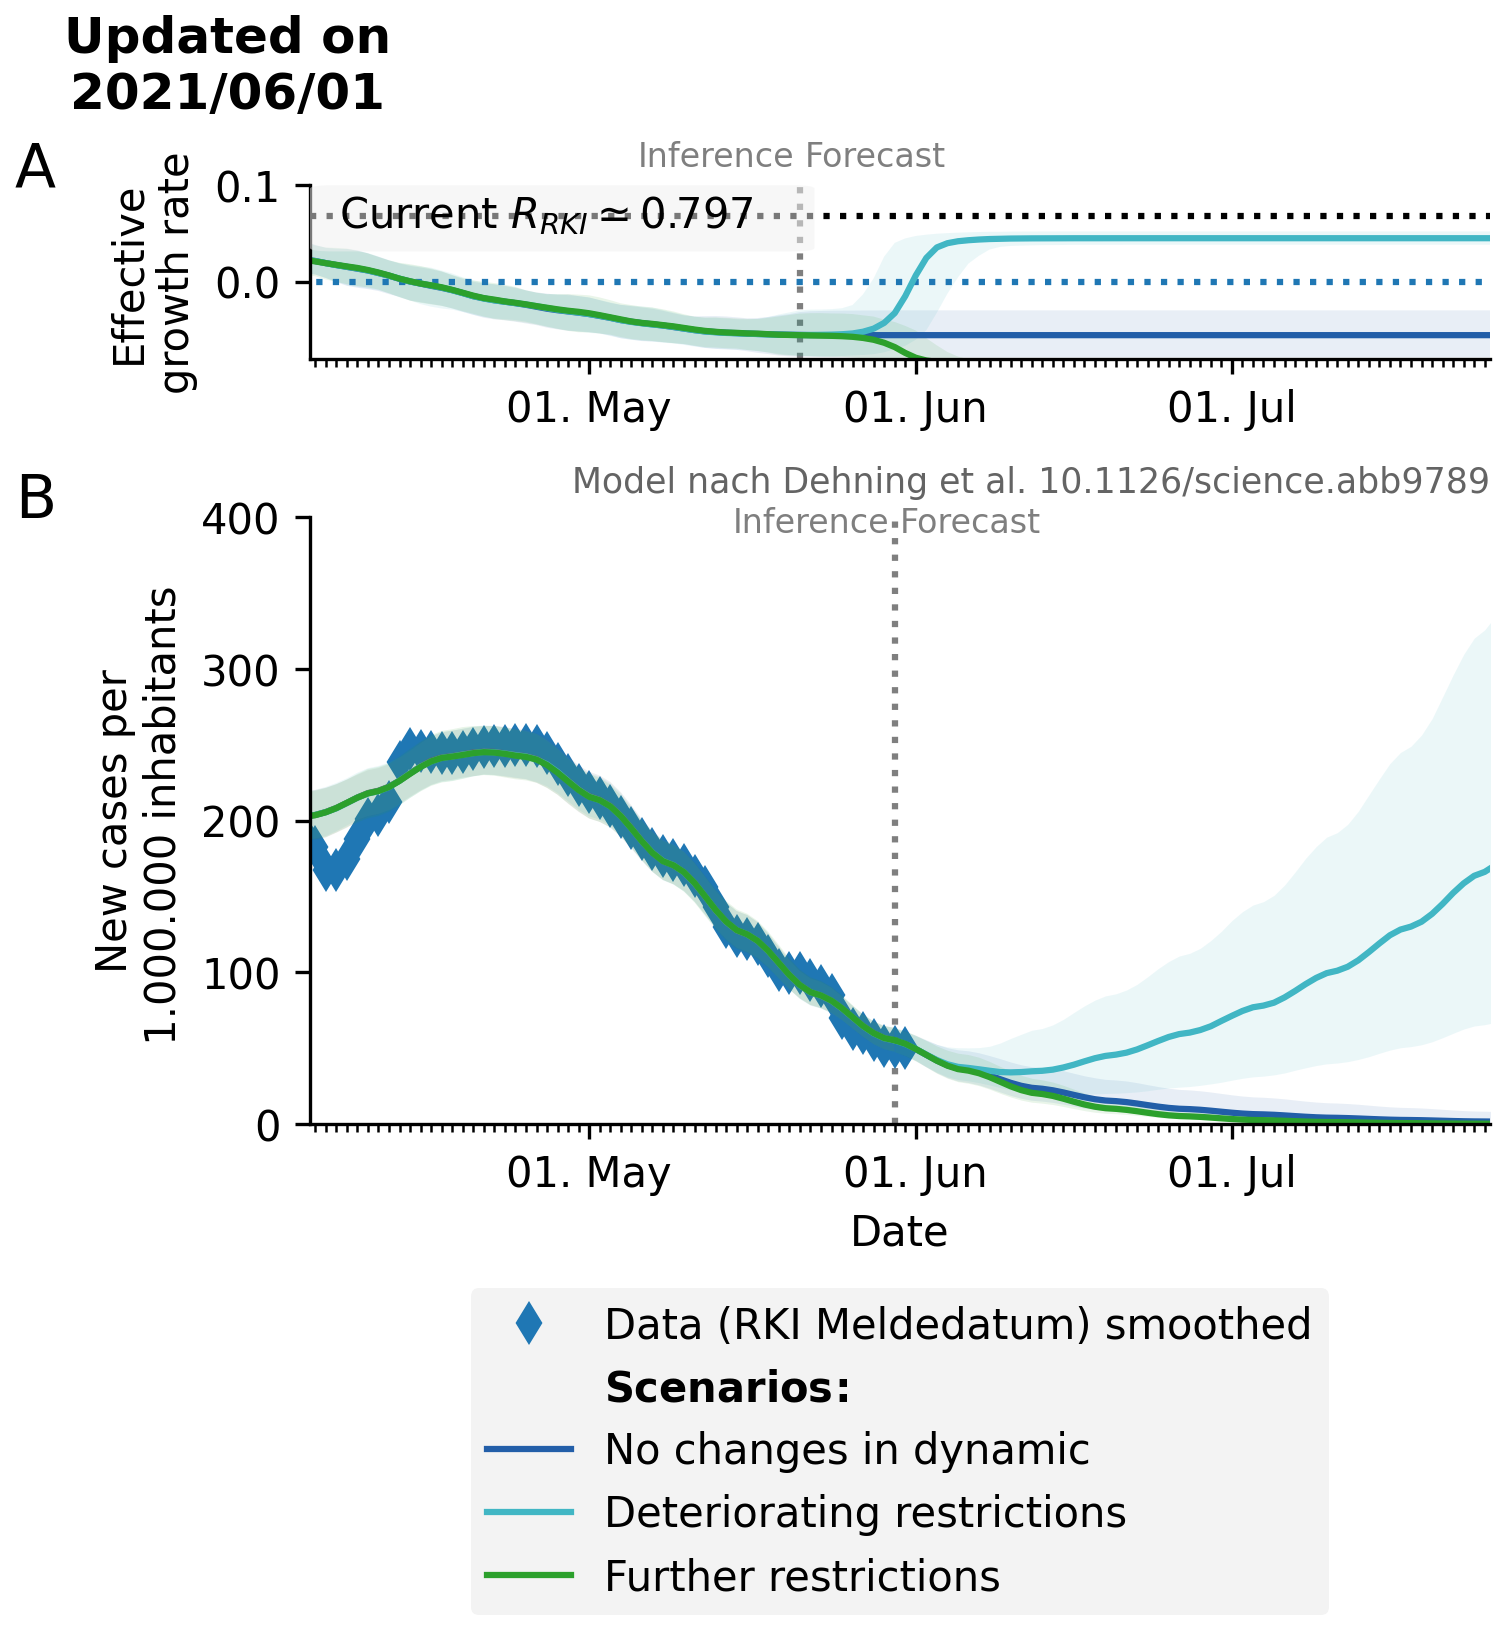 Updated on
2021/06/01
A
Inference Forecast
Effective
growth rate
0.1
0.0
Current R_RKI ≃ 0.797
01. May
01. Jun
01. Jul
B
Model nach Dehning et al. 10.1126/science.abb9789
Inference Forecast
New cases per
1.000.000 inhabitants
400
300
200
100
0
01. May
01. Jun
01. Jul
Date
Data (RKI Meldedatum) smoothed
Scenarios:
No changes in dynamic
Deteriorating restrictions
Further restrictions